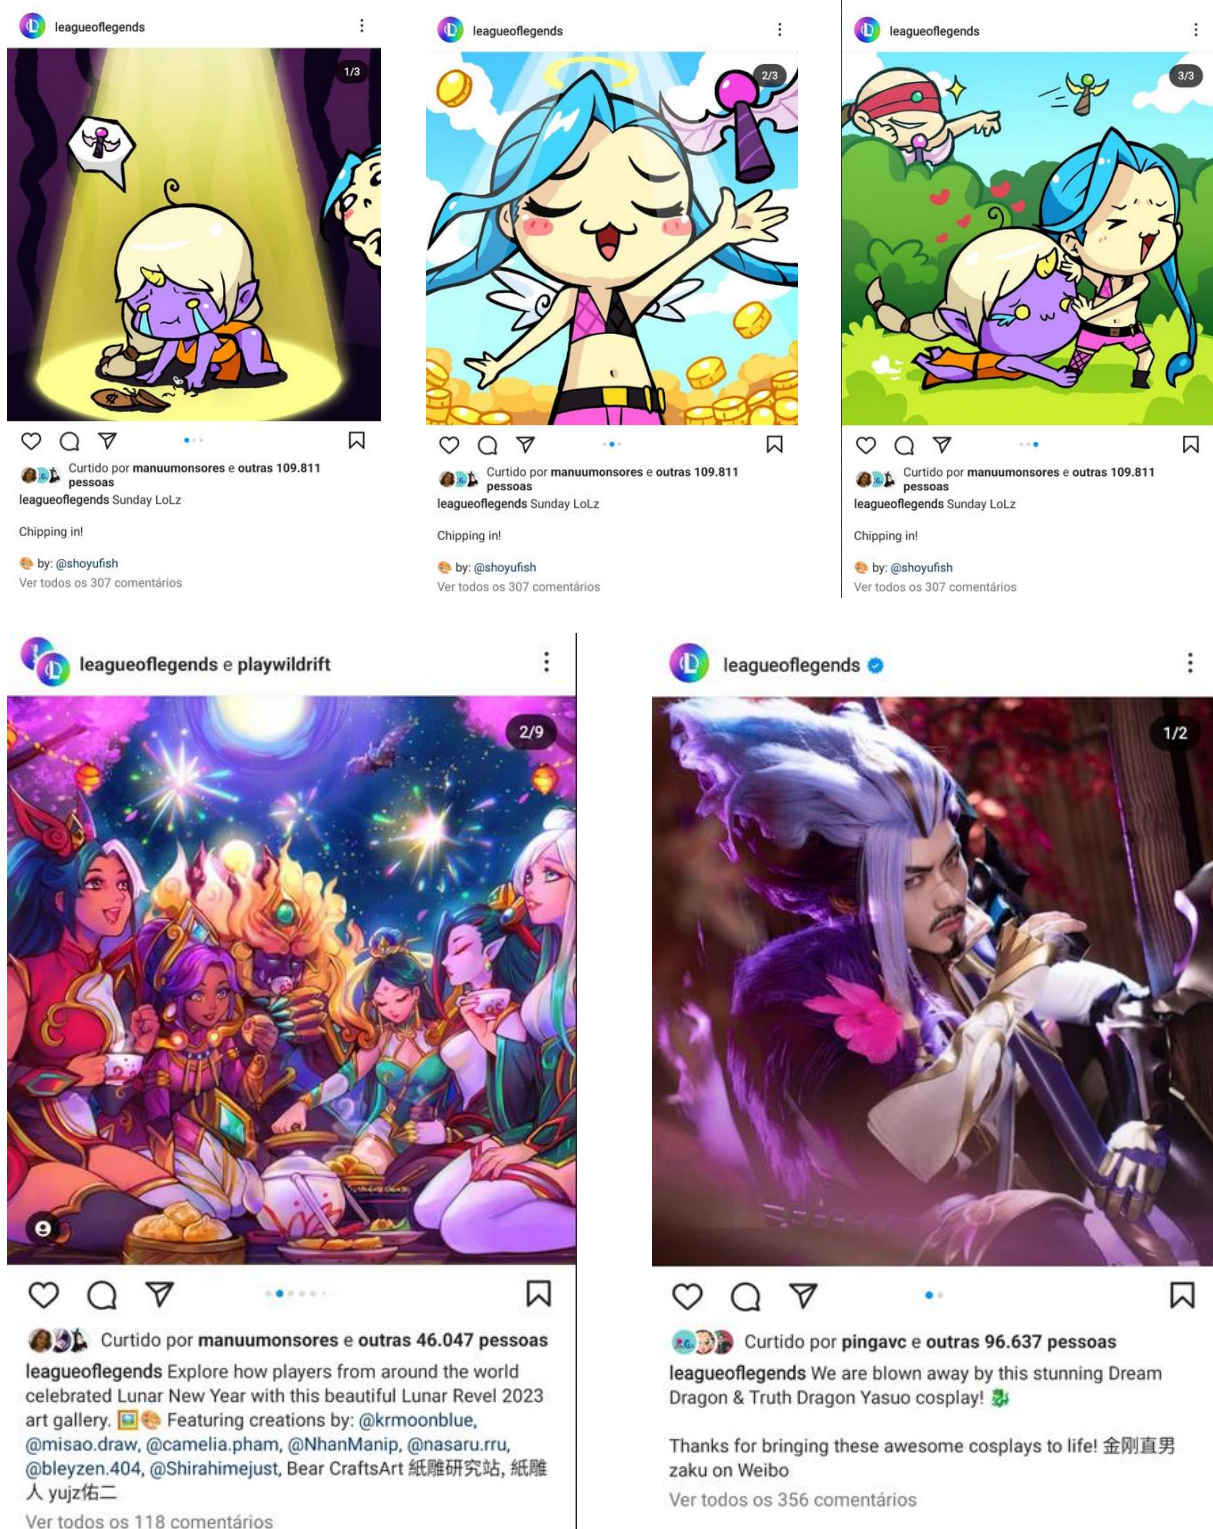 leagueoflegends
1/3
Curtido por manuumonsores e outras 109.811
pessoas
leagueoflegends Sunday LoLz
Chipping in!
🎨 by: @shoyufish
Ver todos os 307 comentários
leagueoflegends
2/3
Curtido por manuumonsores e outras 109.811
pessoas
leagueoflegends Sunday LoLz
Chipping in!
🎨 by: @shoyufish
Ver todos os 307 comentários
leagueoflegends
3/3
Curtido por manuumonsores e outras 109.811
pessoas
leagueoflegends Sunday LoLz
Chipping in!
🎨 by: @shoyufish
Ver todos os 307 comentários
leagueoflegends e playwildrift
2/9
Curtido por manuumonsores e outras 46.047 pessoas
leagueoflegends Explore how players from around the world
celebrated Lunar New Year with this beautiful Lunar Revel 2023
art gallery. 🖼️🎨 Featuring creations by: @krmoonblue,
@misao.draw, @camelia.pham, @NhanManip, @nasaru.rru,
@bleyzen.404, @Shirahimejust, Bear CraftsArt 紙雕研究站, 紙雕
人 yujz佑二
Ver todos os 118 comentários
leagueoflegends
1/2
Curtido por pingavc e outras 96.637 pessoas
leagueoflegends We are blown away by this stunning Dream
Dragon & Truth Dragon Yasuo cosplay! 🐉
Thanks for bringing these awesome cosplays to life! 金刚直男
zaku on Weibo
Ver todos os 356 comentários